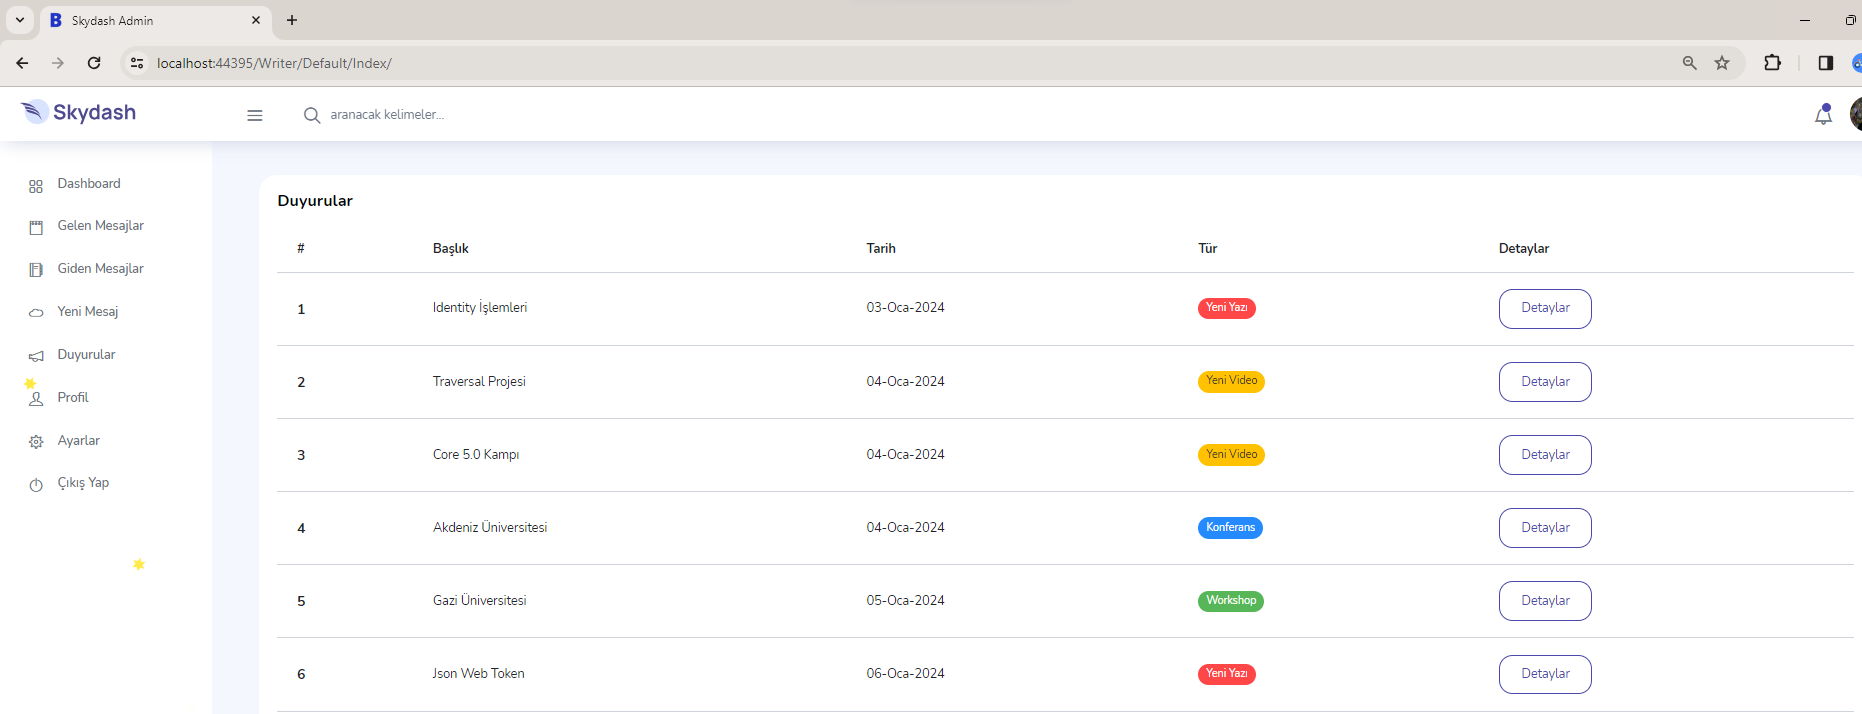 Skydash Admin
localhost:44395/Writer/Default/Index/
Skydash
aranacak kelimeler...
Dashboard
Gelen Mesajlar
Giden Mesajlar
Yeni Mesaj
Duyurular
Profil
Ayarlar
Çıkış Yap
Duyurular
# Başlık Tarih Tür Detaylar
1 Identity İşlemleri 03-Oca-2024 Yeni Yazı Detaylar
2 Traversal Projesi 04-Oca-2024 Yeni Video Detaylar
3 Core 5.0 Kampı 04-Oca-2024 Yeni Video Detaylar
4 Akdeniz Üniversitesi 04-Oca-2024 Konferans Detaylar
5 Gazi Üniversitesi 05-Oca-2024 Workshop Detaylar
6 Json Web Token 06-Oca-2024 Yeni Yazı Detaylar